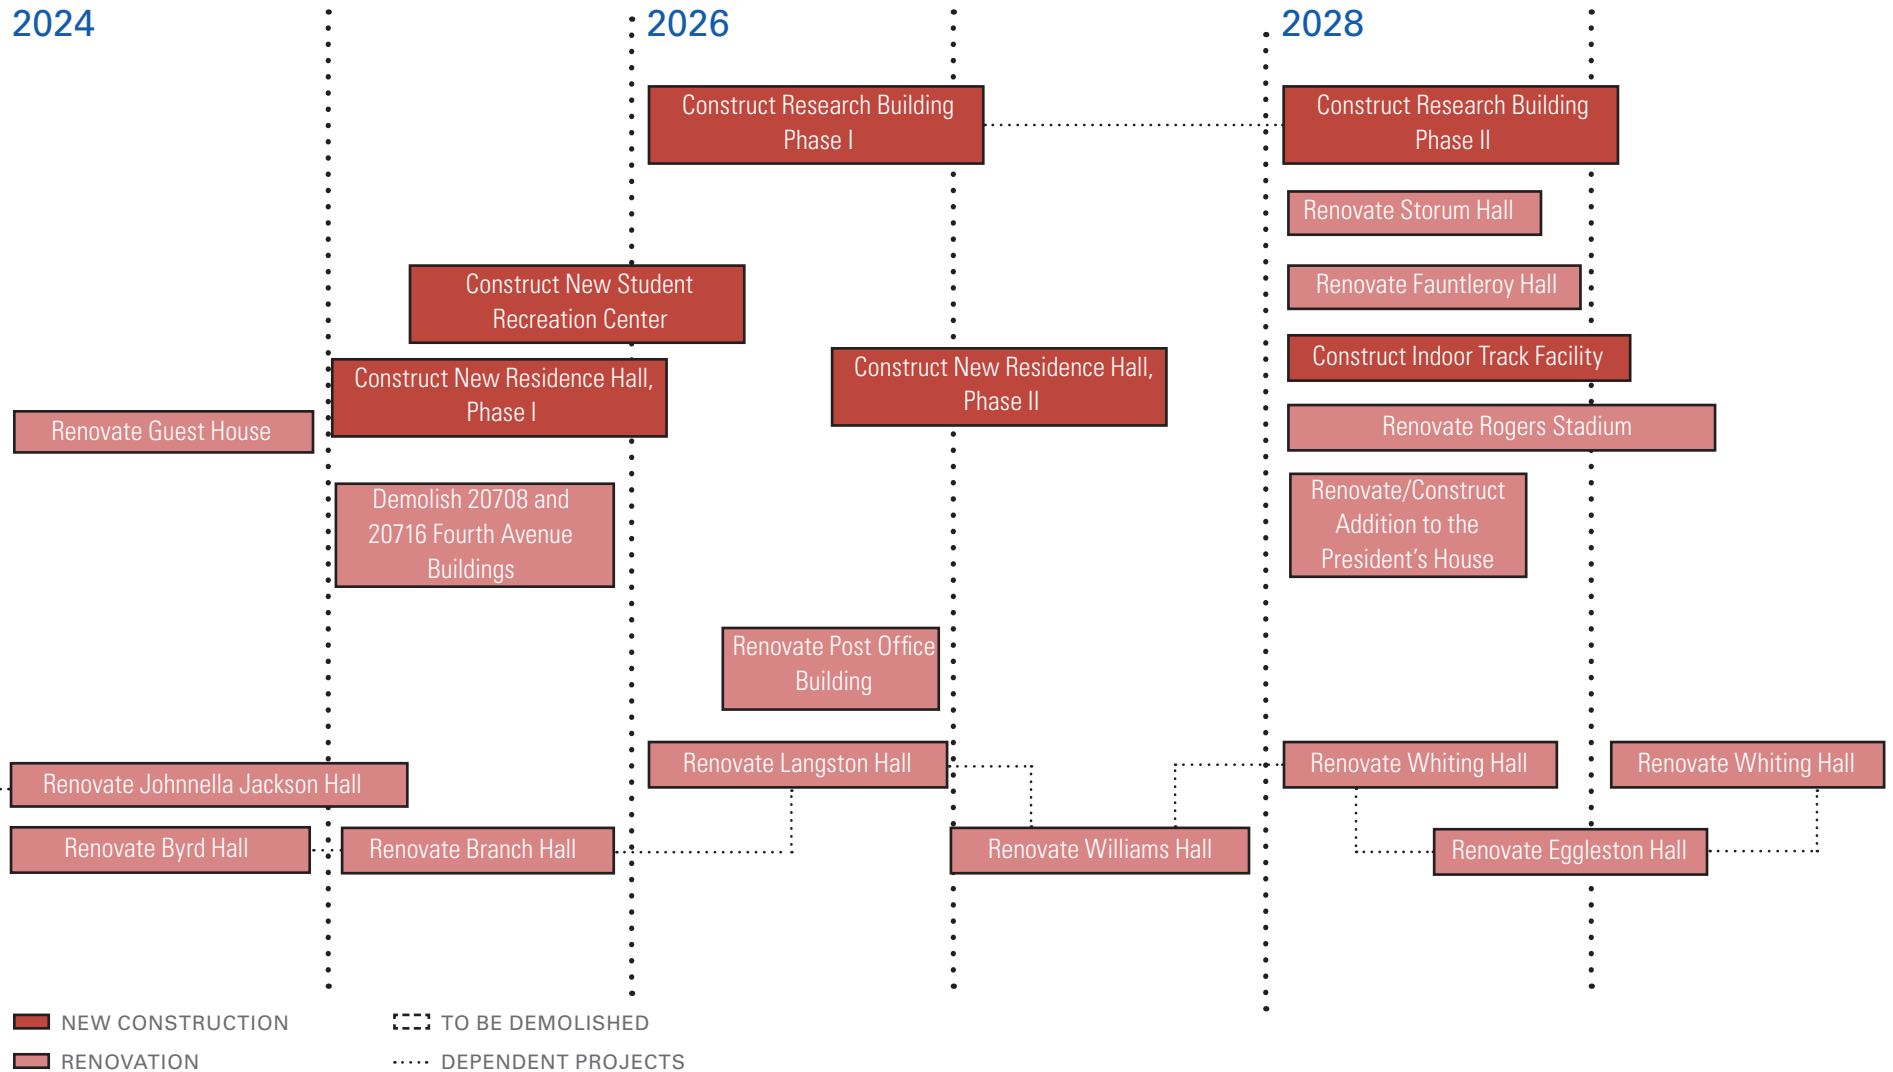 2024
2026
2028
Construct Research Building
Phase I
Construct Research Building
Phase II
Renovate Storum Hall
Construct New Student
Recreation Center
Renovate Fauntleroy Hall
Construct New Residence Hall,
Phase I
Construct New Residence Hall,
Phase II
Construct Indoor Track Facility
Renovate Guest House
Renovate Rogers Stadium
Demolish 20708 and
20716 Fourth Avenue
Buildings
Renovate/Construct
Addition to the
President's House
Renovate Post Office
Building
Renovate Johnnella Jackson Hall
Renovate Langston Hall
Renovate Whiting Hall
Renovate Whiting Hall
Renovate Byrd Hall
Renovate Branch Hall
Renovate Williams Hall
Renovate Eggleston Hall
NEW CONSTRUCTION
TO BE DEMOLISHED
RENOVATION
DEPENDENT PROJECTS